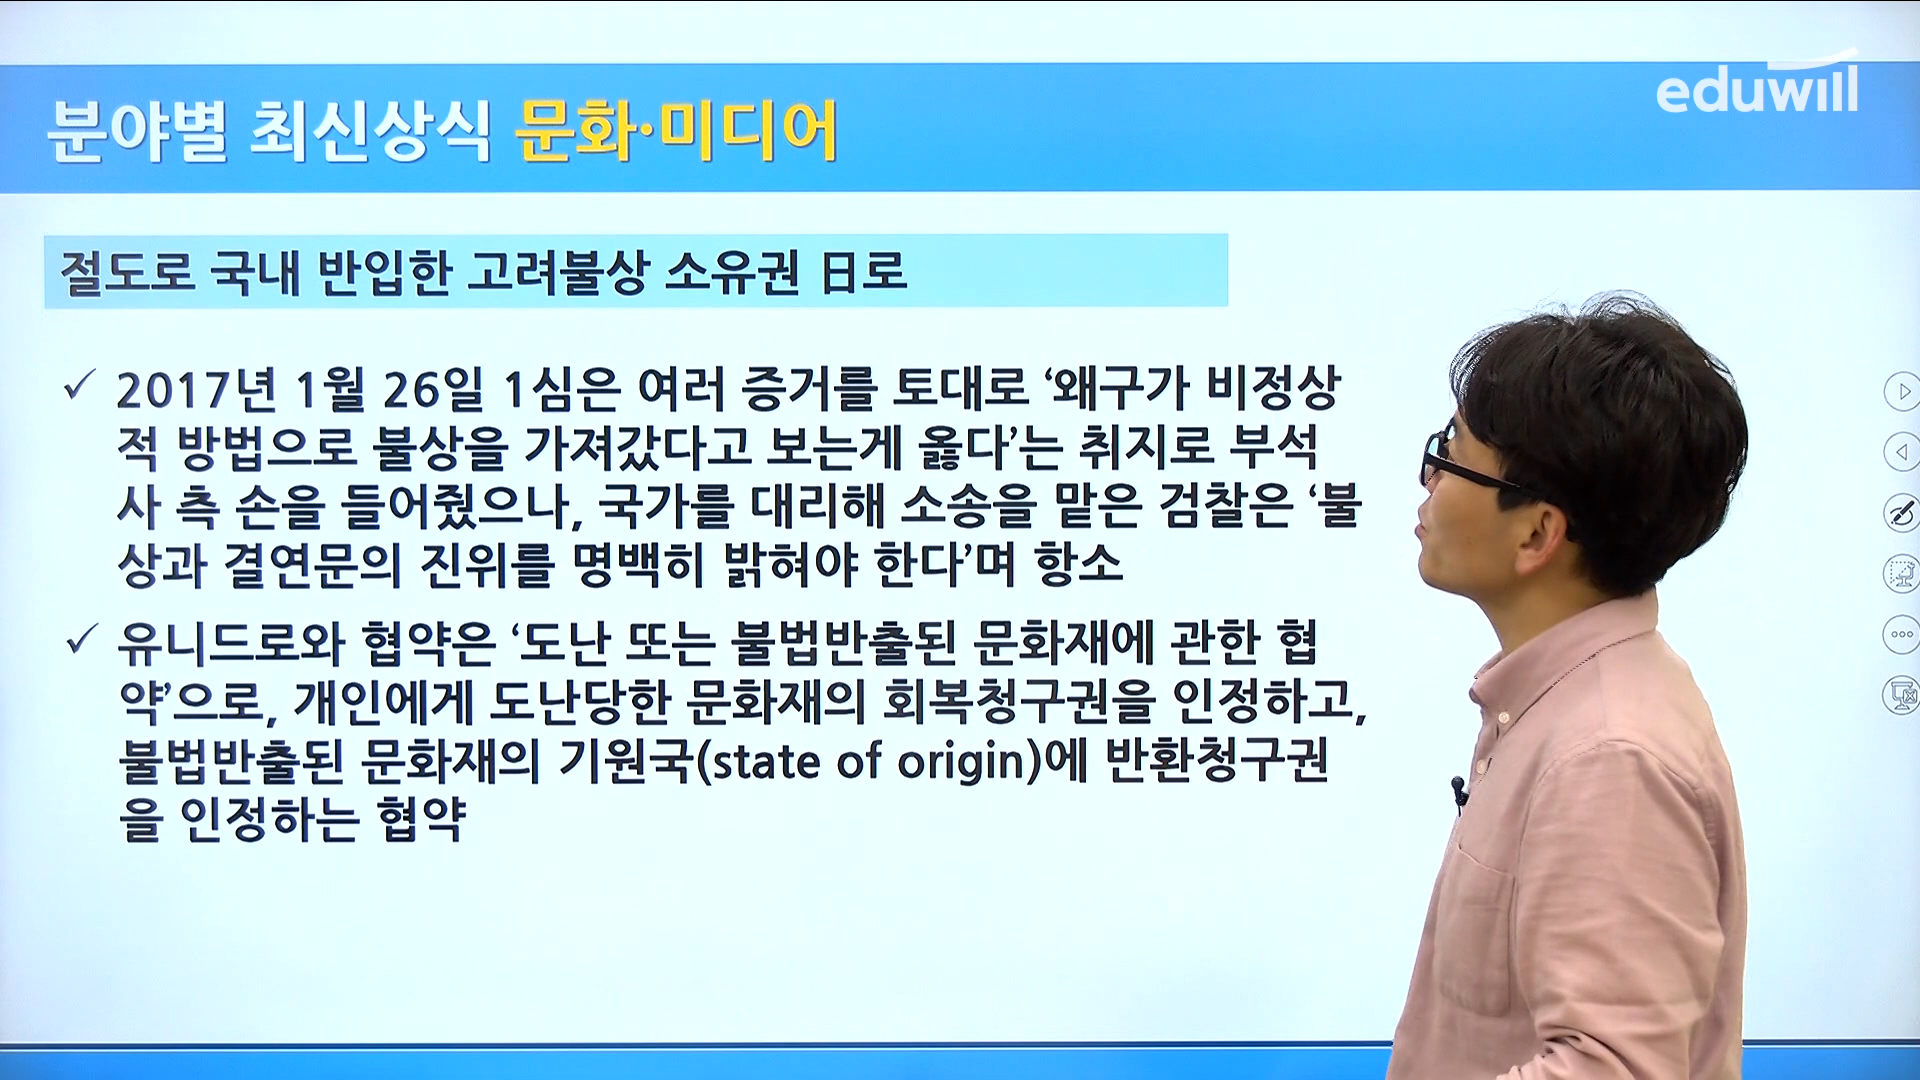 eduwill
분야별 최신상식 문화·미디어
절도로 국내 반입한 고려불상 소유권 日로
✓ 2017년 1월 26일 1심은 여러 증거를 토대로 ‘왜구가 비정상
적 방법으로 불상을 가져갔다고 보는게 옳다’는 취지로 부석
사 측 손을 들어줬으나, 국가를 대리해 소송을 맡은 검찰은 ‘불
상과 결연문의 진위를 명백히 밝혀야 한다’며 항소
✓ 유니드로와 협약은 ‘도난 또는 불법반출된 문화재에 관한 협
약’으로, 개인에게 도난당한 문화재의 회복청구권을 인정하고,
불법반출된 문화재의 기원국(state of origin)에 반환청구권
을 인정하는 협약